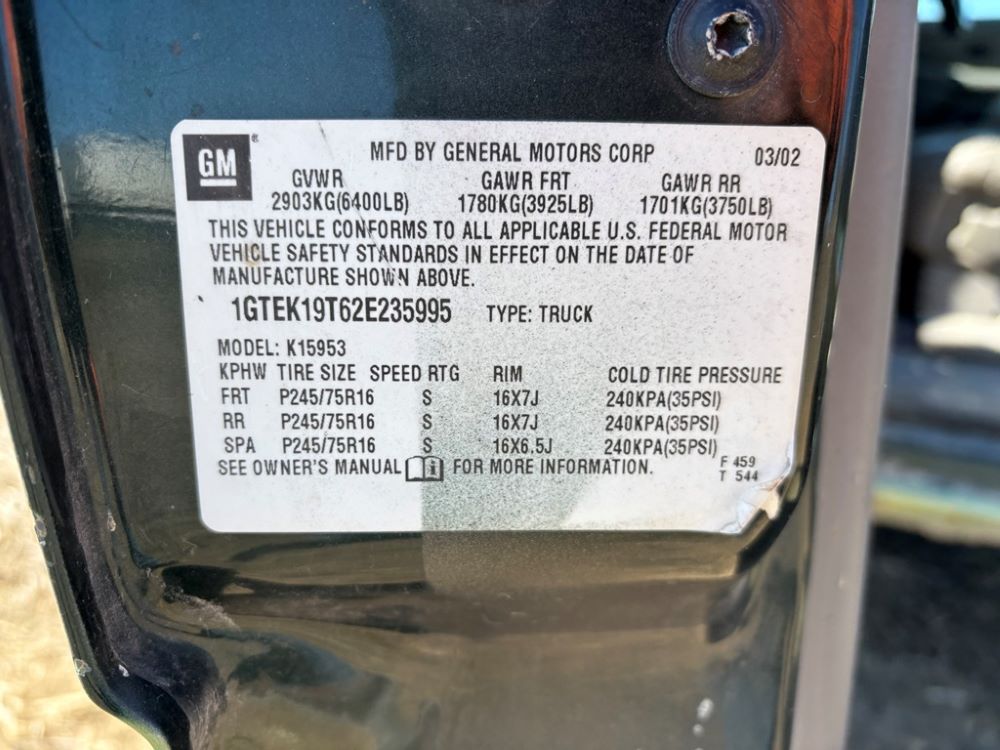 GM®
MFD BY GENERAL MOTORS CORP 03/02
GVWR GAWR FRT GAWR RR
2903KG(6400LB) 1780KG(3925LB) 1701KG(3750LB)
THIS VEHICLE CONFORMS TO ALL APPLICABLE U.S. FEDERAL MOTOR
VEHICLE SAFETY STANDARDS IN EFFECT ON THE DATE OF
MANUFACTURE SHOWN ABOVE.
1GTEK19T62E235995 TYPE: TRUCK
MODEL: K15953
KPHW TIRE SIZE SPEED RTG RIM COLD TIRE PRESSURE
FRT P245/75R16 S 16X7J 240KPA(35PSI)
RR P245/75R16 S 16X7J 240KPA(35PSI)
SPA P245/75R16 S 16X6.5J 240KPA(35PSI)
SEE OWNER'S MANUAL i FOR MORE INFORMATION. F 459
T 544